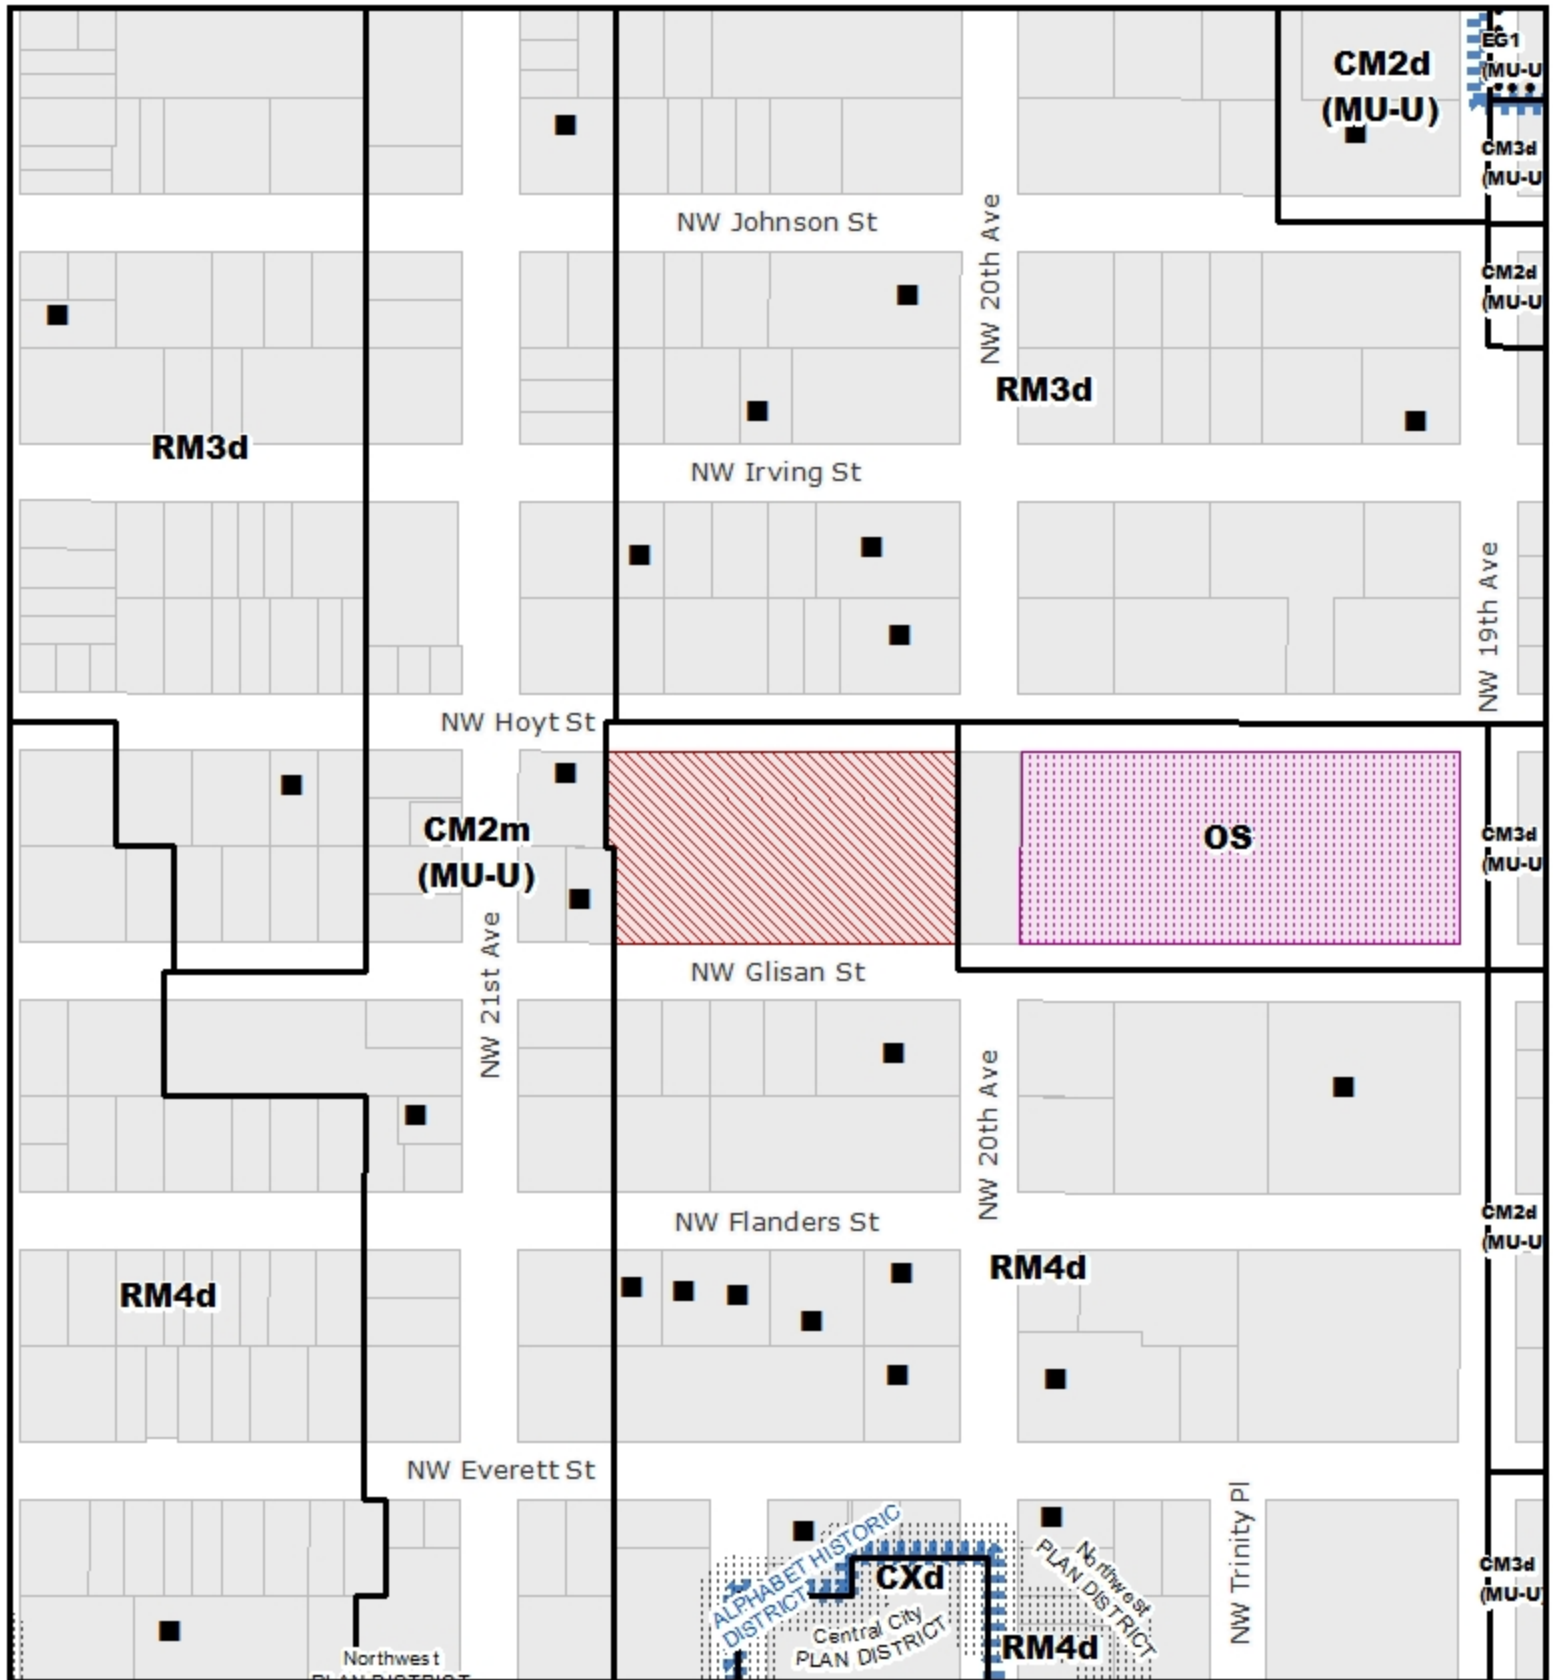 CM2d
(MU-U)
EG1
(MU-U
CM3d
(MU-U
NW Johnson St
NW 20th Ave
CM2d
(MU-U
RM3d
RM3d
NW Irving St
NW 19th Ave
NW Hoyt St
CM2m
(MU-U)
OS
CM3d
(MU-U
NW 21st Ave
NW Glisan St
NW 20th Ave
NW Flanders St
CM2d
(MU-U
RM4d
RM4d
NW Everett St
NW Trinity Pl
ALPHABET HISTORIC
DISTRICT
CXd
Central City
PLAN DISTRICT
Northwest
PLAN DISTRICT
CM3d
(MU-U)
RM4d
Northwest
PLAN DISTRICT